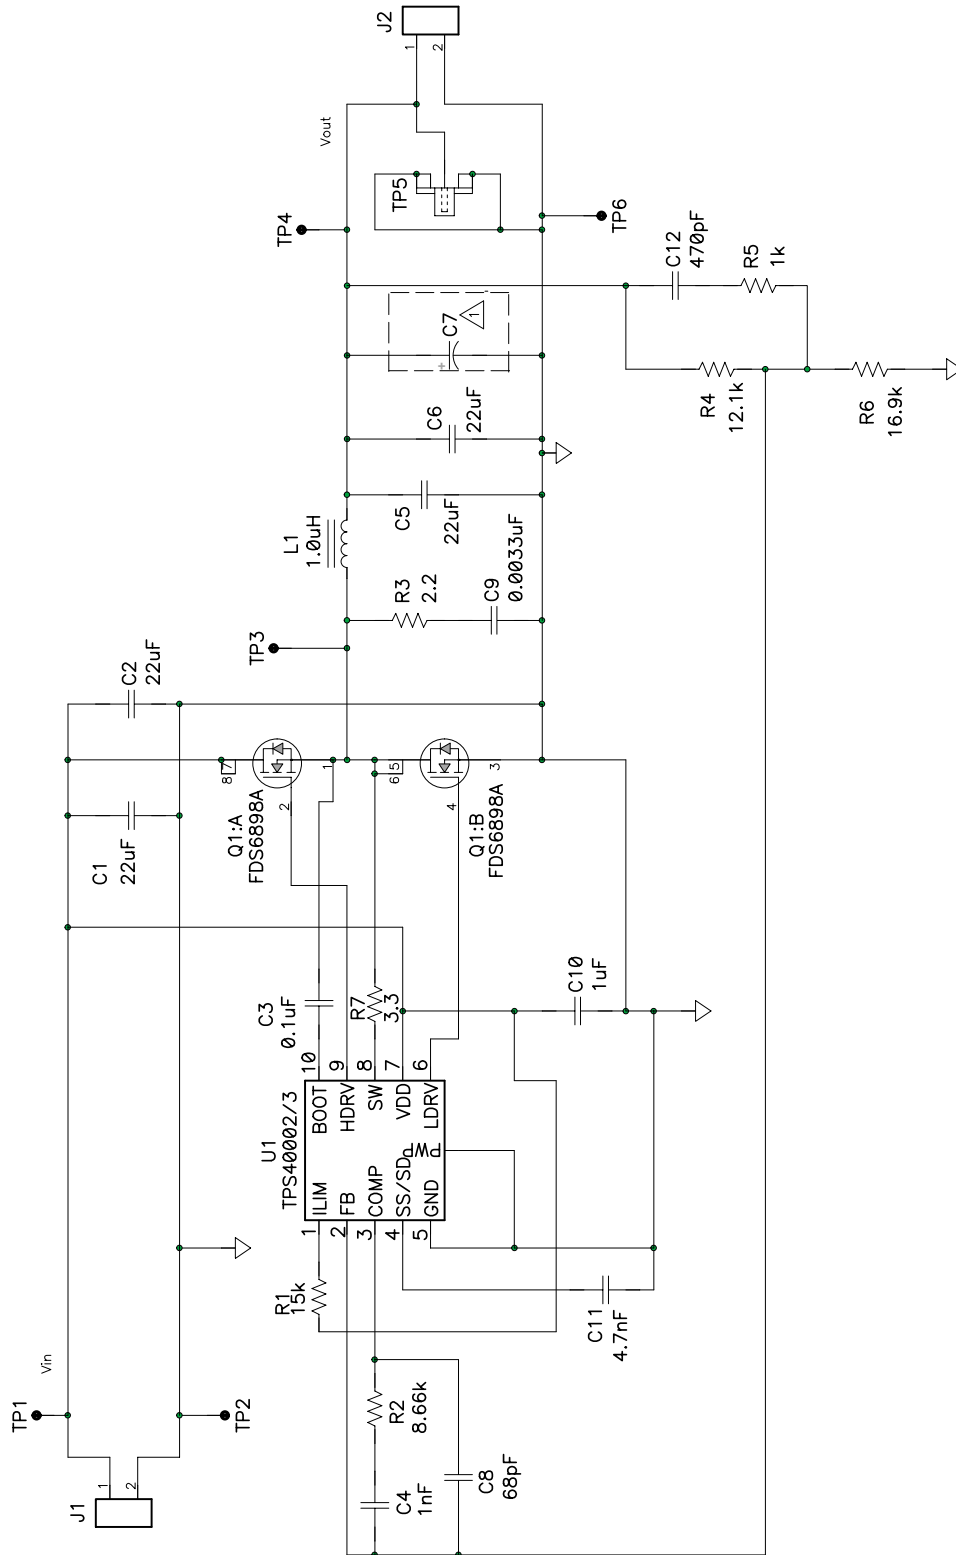 J1
1
2
TP1
Vin
TP2
C1
22uF
C2
22uF
Q1:A
FDS6898A
8
7
2
1
TP3
L1
1.0uH
R3
2.2
C9
0.0033uF
C5
22uF
C6
22uF
C7
+
1
TP4
Vout
TP5
TP6
J2
1
2
Q1:B
FDS6898A
6
5
4
3
C3
0.1uF
R7
3.3
C10
1uF
U1
TPS40002/3
1
ILIM
2
FB
3
COMP
4
SS/SD
5
GND
10
BOOT
9
HDRV
8
SW
7
VDD
6
LDRV
PWP
R1
15k
C11
4.7nF
R2
8.66k
C4
1nF
C8
68pF
C12
470pF
R5
1k
R4
12.1k
R6
16.9k